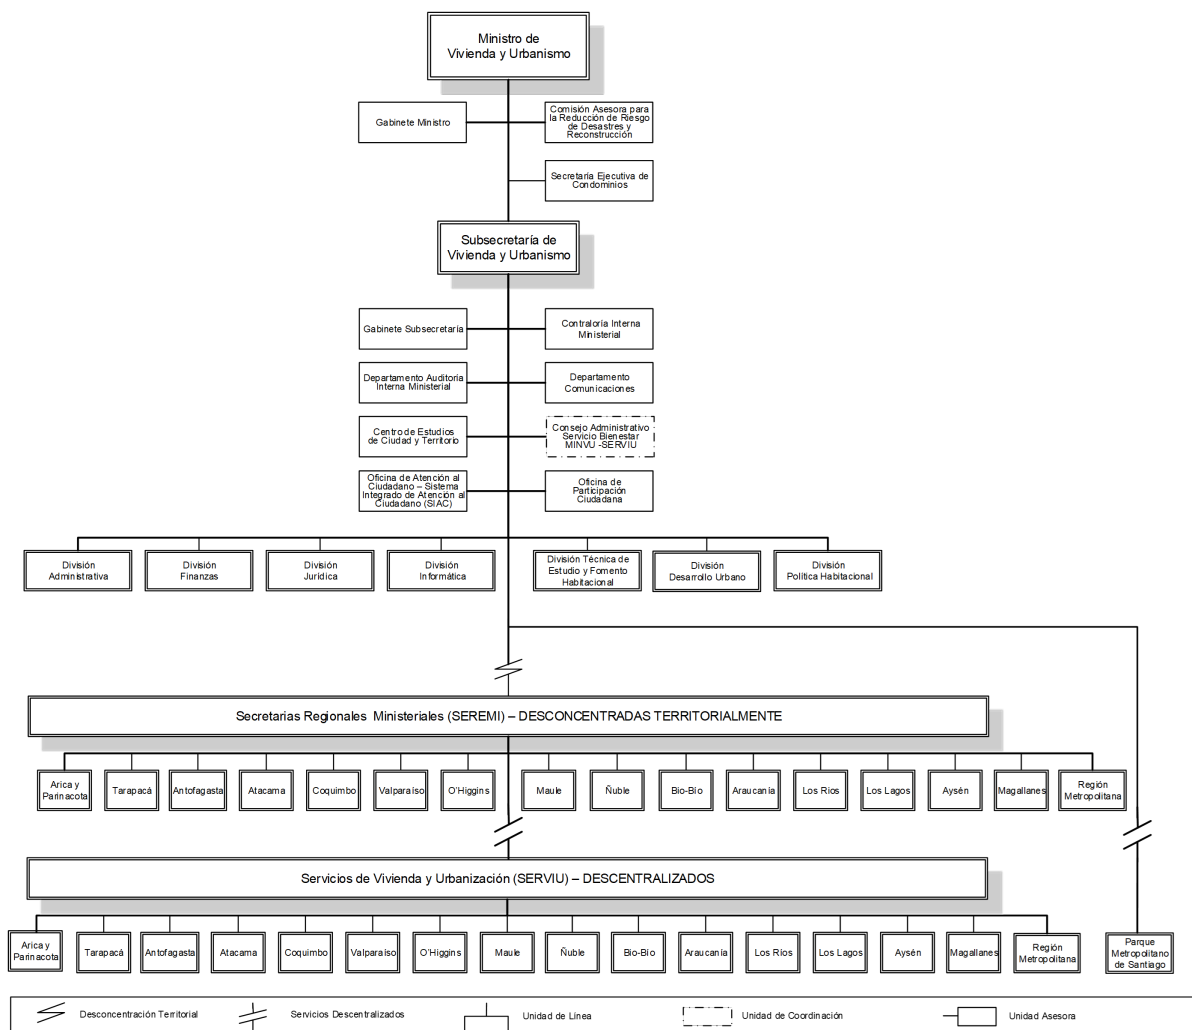 Ministro de
Vivienda y Urbanismo
Gabinete Ministro
Comisión Asesora para
la Reducción de Riesgo
de Desastres y
Reconstrucción
Secretaría Ejecutiva de
Condominios
Subsecretaría de
Vivienda y Urbanismo
Gabinete Subsecretaría
Contraloría Interna
Ministerial
Departamento Auditoría
Interna Ministerial
Departamento
Comunicaciones
Centro de Estudios
de Ciudad y Territorio
Consejo Administrativo
Servicio Bienestar
MINVU -SERVIU
Oficina de Atención al
Ciudadano – Sistema
Integrado de Atención al
Ciudadano (SIAC)
Oficina de
Participación
Ciudadana
División
Administrativa
División
Finanzas
División
Jurídica
División
Informática
División Técnica de
Estudio y Fomento
Habitacional
División
Desarrollo Urbano
División
Política Habitacional
Secretarias Regionales Ministeriales (SEREMI) – DESCONCENTRADAS TERRITORIALMENTE
Arica y
Parinacota
Tarapacá
Antofagasta
Atacama
Coquimbo
Valparaíso
O'Higgins
Maule
Ñuble
Bio-Bío
Araucanía
Los Ríos
Los Lagos
Aysén
Magallanes
Región
Metropolitana
Servicios de Vivienda y Urbanización (SERVIU) – DESCENTRALIZADOS
Arica y
Parinacota
Tarapacá
Antofagasta
Atacama
Coquimbo
Valparaíso
O'Higgins
Maule
Ñuble
Bio-Bío
Araucanía
Los Ríos
Los Lagos
Aysén
Magallanes
Región
Metropolitana
Parque
Metropolitano
de Santiago
Desconcentración Territorial
Servicios Descentralizados
Unidad de Línea
Unidad de Coordinación
Unidad Asesora